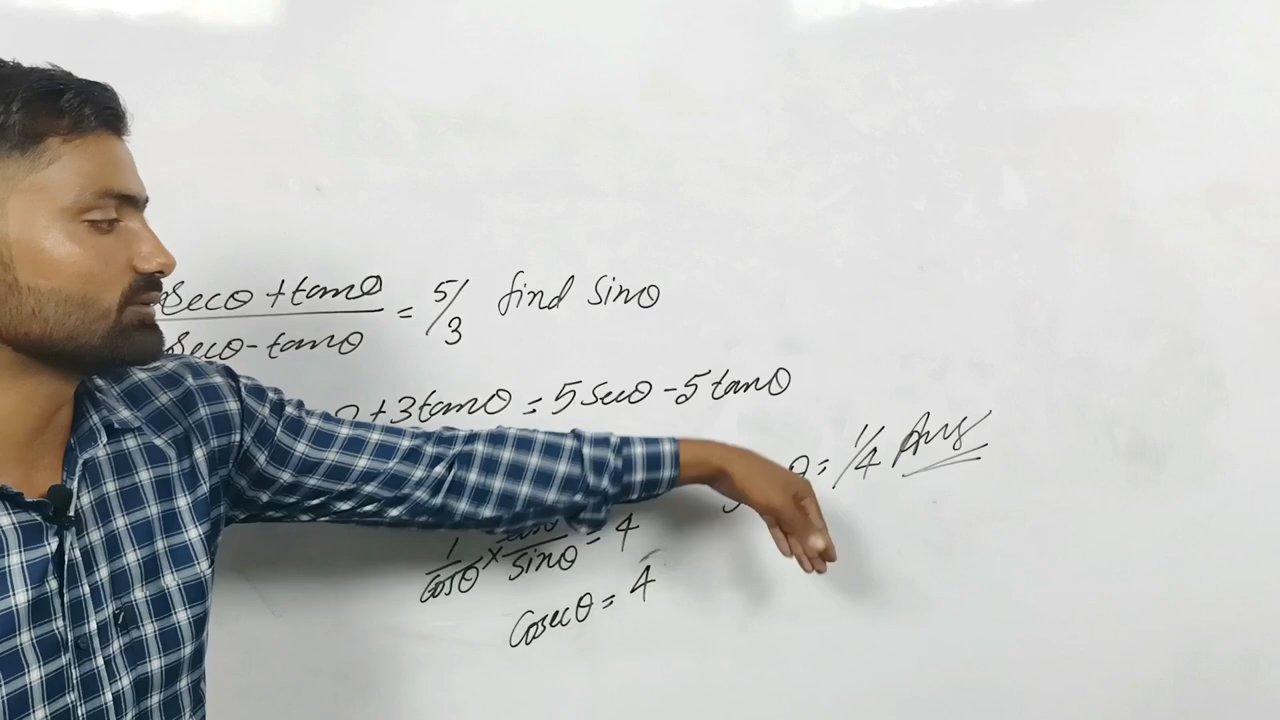 secθ + tanθ / secθ - tanθ = 5/3 find sinθ
+ 3tanθ = 5secθ - 5tanθ
θ = 1/4 Ans
1/cosθ × /sinθ = 4
cosecθ = 4